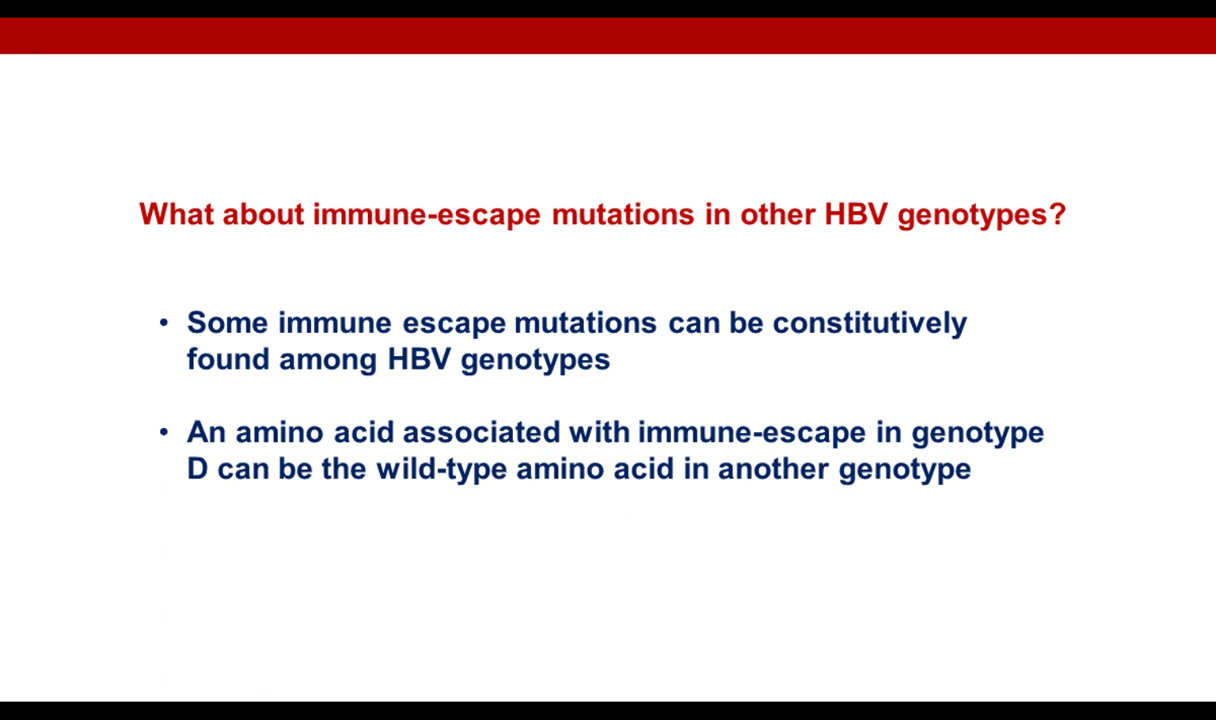 What about immune-escape mutations in other HBV genotypes?
• Some immune escape mutations can be constitutively
found among HBV genotypes
• An amino acid associated with immune-escape in genotype
D can be the wild-type amino acid in another genotype